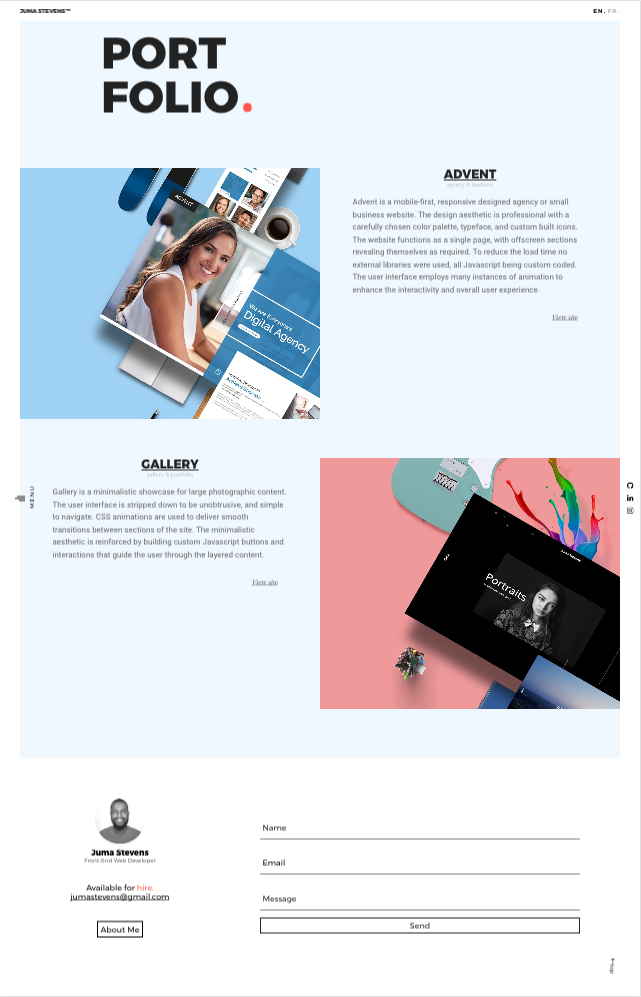 JUMA STEVENS™
EN. FR.
PORT
FOLIO.
ADVENT
We Are Everywhere
Digital Agency
ADVENT
agency & business
Advent is a mobile-first, responsive designed agency or small
business website. The design aesthetic is professional with a
carefully chosen color palette, typeface, and custom built icons.
The website functions as a single page, with offscreen sections
revealing themselves as required. To reduce the load time no
external libraries were used, all Javascript being custom coded.
The user interface employs many instances of animation to
enhance the interactivity and overall user experience.
View site
MENU
GALLERY
gallery & portfolio
Gallery is a minimalistic showcase for large photographic content.
The user interface is stripped down to be unobtrusive, and simple
to navigate. CSS animations are used to deliver smooth
transitions between sections of the site. The minimalistic
aesthetic is reinforced by building custom Javascript buttons and
interactions that guide the user through the layered content.
View site
Portraits
Juma Stevens
Front-End Web Developer
Available for hire.
jumastevens@gmail.com
About Me
Name
Email
Message
Send
Top